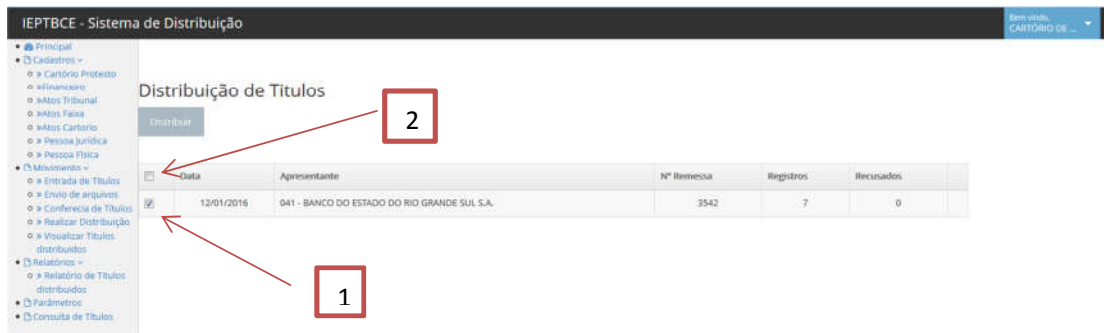 IEPTBCE - Sistema de Distribuição
Bem vindo,
CARTÓRIO DE ...
Principal
Cadastros
» Cartório Protesto
»Financeiro
»Atos Tribunal
»Atos Faixa
»Atos Cartorio
» Pessoa Jurídica
» Pessoa Física
Movimento
» Entrada de Títulos
» Envio de arquivos
» Conferecia de Títulos
» Realizar Distribuição
» Visualizar Títulos
distribuidos
Relatórios
» Relatório de Títulos
distribuidos
Parâmetros
Consulta de Títulos
Distribuição de Titulos
Distribuir
2
Data Apresentante Nº Remessa Registros Recusados
12/01/2016 041 - BANCO DO ESTADO DO RIO GRANDE SUL S.A. 3542 7 0
1